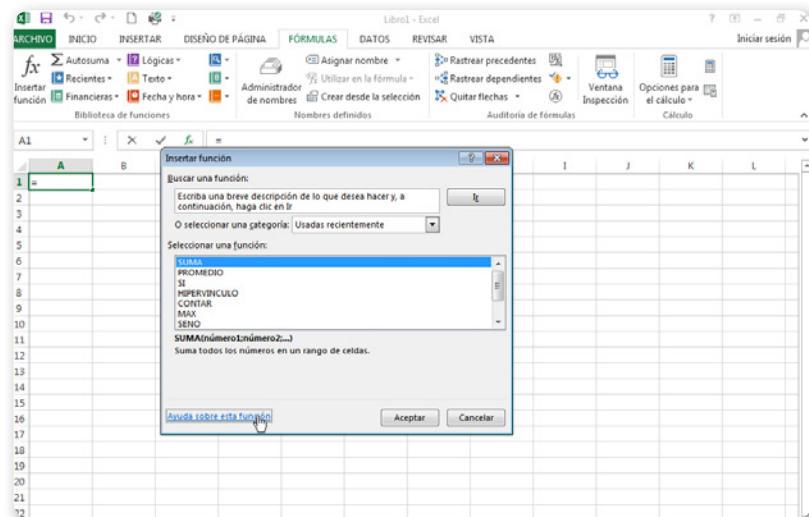 Libro1 - Excel
ARCHIVO INICIO INSERTAR DISEÑO DE PÁGINA FÓRMULAS DATOS REVISAR VISTA Iniciar sesión
fx Insertar función
Σ Autosuma
Recientes
Financieras
Lógicas
Texto
Fecha y hora
Biblioteca de funciones
Administrador de nombres
Asignar nombre
Utilizar en la fórmula
Crear desde la selección
Nombres definidos
Rastrear precedentes
Rastrear dependientes
Quitar flechas
Auditoría de fórmulas
Ventana Inspección
Opciones para el cálculo
Cálculo
A1 fx =
A B I J K L
1 =
2
3
4
5
6
7
8
9
10
11
12
13
14
15
16
17
18
19
20
21
22
Insertar función
Buscar una función:
Escriba una breve descripción de lo que desea hacer y, a
continuación, haga clic en Ir
Ir
O seleccionar una categoría: Usadas recientemente
Seleccionar una función:
SUMA
PROMEDIO
SI
HIPERVINCULO
CONTAR
MAX
SENO
SUMA(número1;número2;...)
Suma todos los números en un rango de celdas.
Ayuda sobre esta función
Aceptar Cancelar